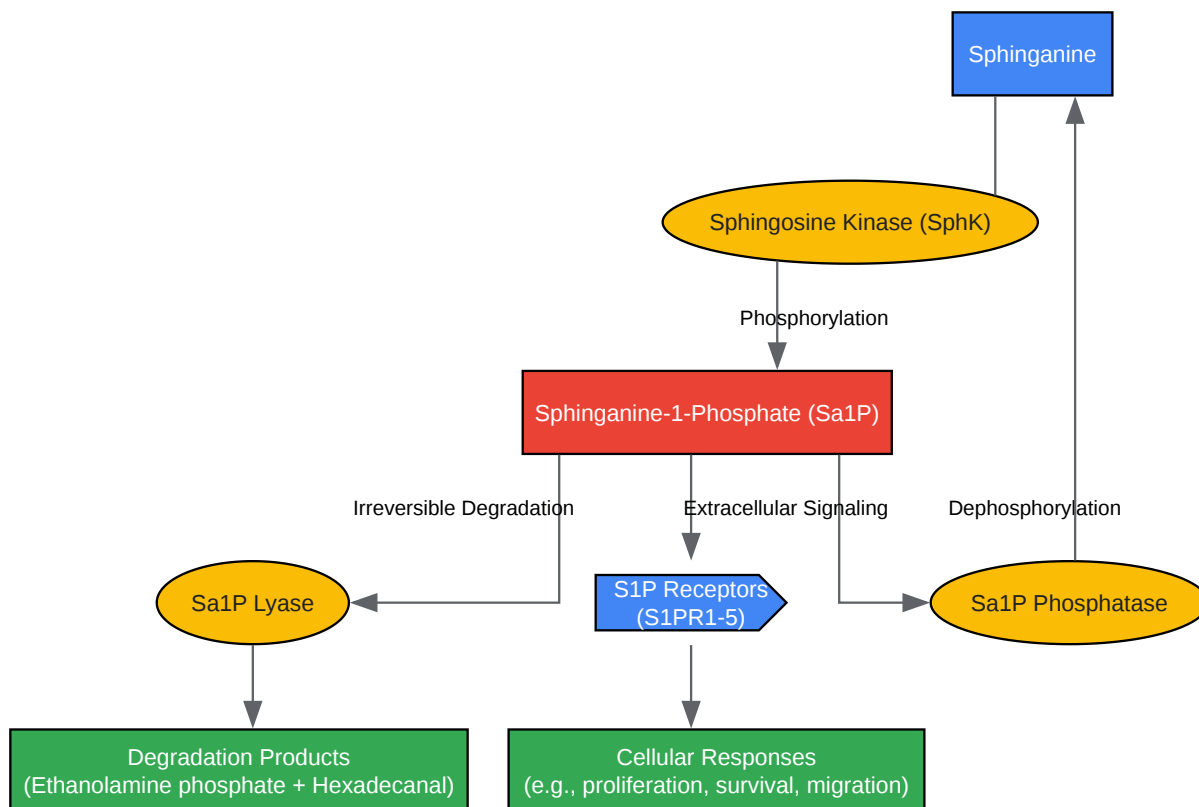 Sphinganine
Sphingosine Kinase (SphK)
Phosphorylation
Sphinganine-1-Phosphate (Sa1P)
Irreversible Degradation
Extracellular Signaling
Dephosphorylation
Sa1P Lyase
S1P Receptors
(S1PR1-5)
Sa1P Phosphatase
Degradation Products
(Ethanolamine phosphate + Hexadecanal)
Cellular Responses
(e.g., proliferation, survival, migration)